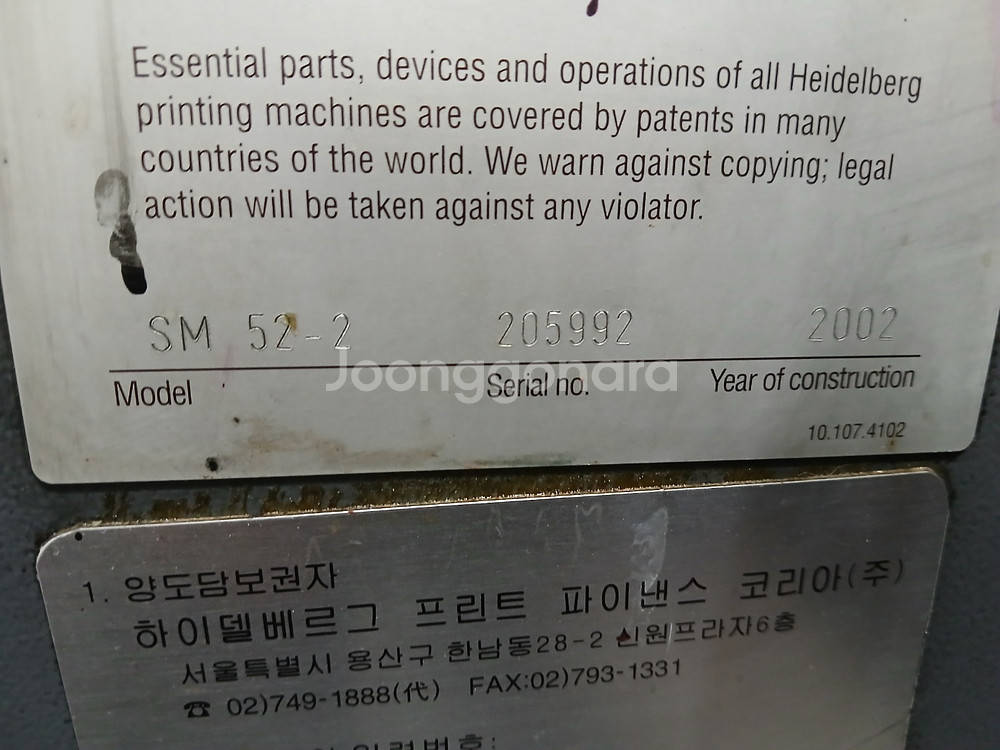 Essential parts, devices and operations of all Heidelberg
printing machines are covered by patents in many
countries of the world. We warn against copying; legal
action will be taken against any violator.
SM 52-2 205992 2002
Joonggonara
Model Serial no. Year of construction
10.107.4102
1. 양도담보권자
하이델베르그 프린트 파이낸스 코리아(주)
서울특별시 용산구 한남동28-2 신원프라자6층
☎ 02)749-1888(代) FAX:02)793-1331